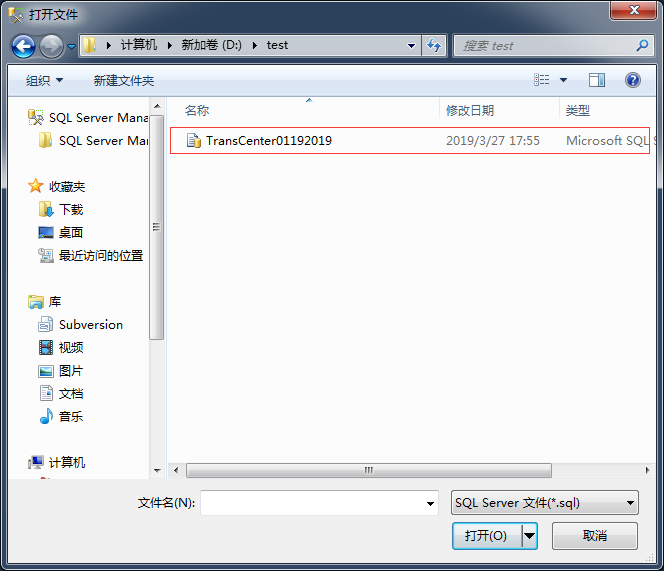 打开文件
计算机 新加卷 (D:) test
搜索 test
组织 新建文件夹
名称 修改日期 类型
SQL Server Mana
SQL Server Mar
收藏夹
下载
桌面
最近访问的位置
库
Subversion
视频
图片
文档
音乐
计算机
TransCenter01192019 2019/3/27 17:55 Microsoft SQL S
文件名(N):
SQL Server 文件(*.sql)
打开(O) 取消